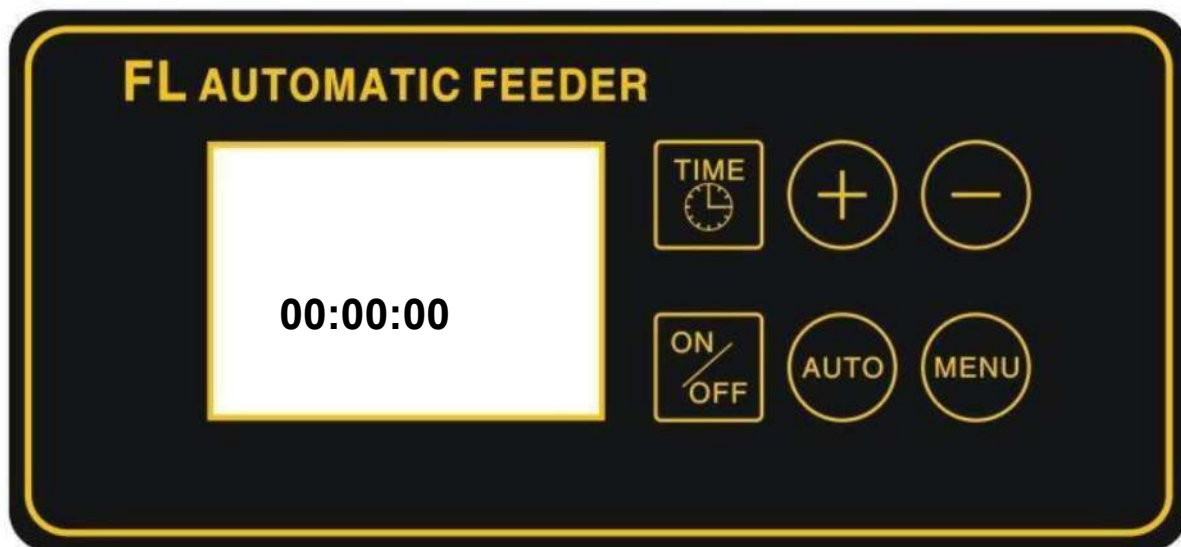 FL AUTOMATIC FEEDER
TIME
+
−
00:00:00
ON/OFF
AUTO
MENU